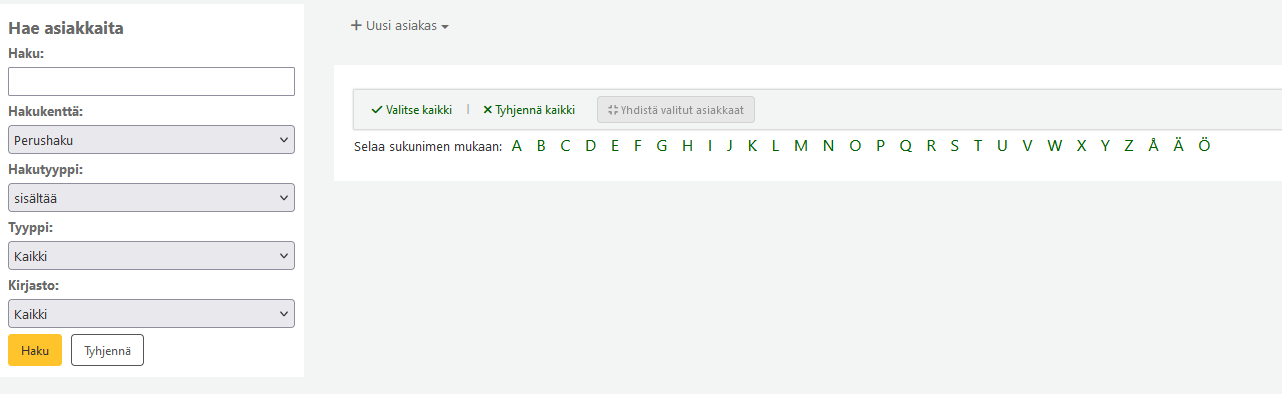 Hae asiakkaita
Haku:
Hakukenttä:
Perushaku
Hakutyyppi:
sisältää
Tyyppi:
Kaikki
Kirjasto:
Kaikki
Haku Tyhjennä
+ Uusi asiakas
Valitse kaikki | Tyhjennä kaikki Yhdistä valitut asiakkaat
Selaa sukunimen mukaan: A B C D E F G H I J K L M N O P Q R S T U V W X Y Z Å Ä Ö